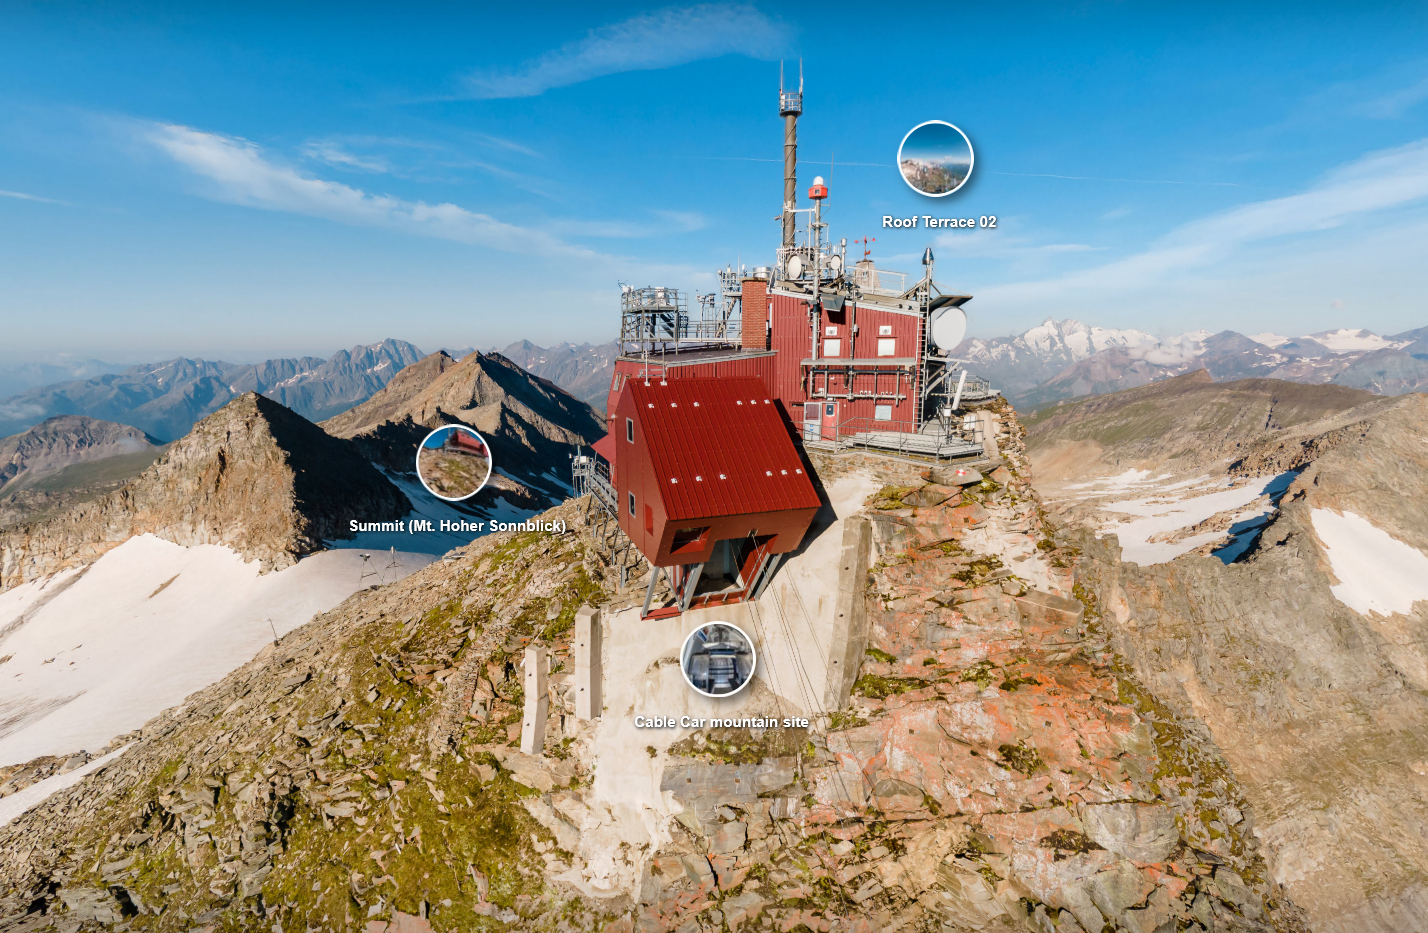 Roof Terrace 02
Summit (Mt. Hoher Sonnblick)
Cable Car mountain site